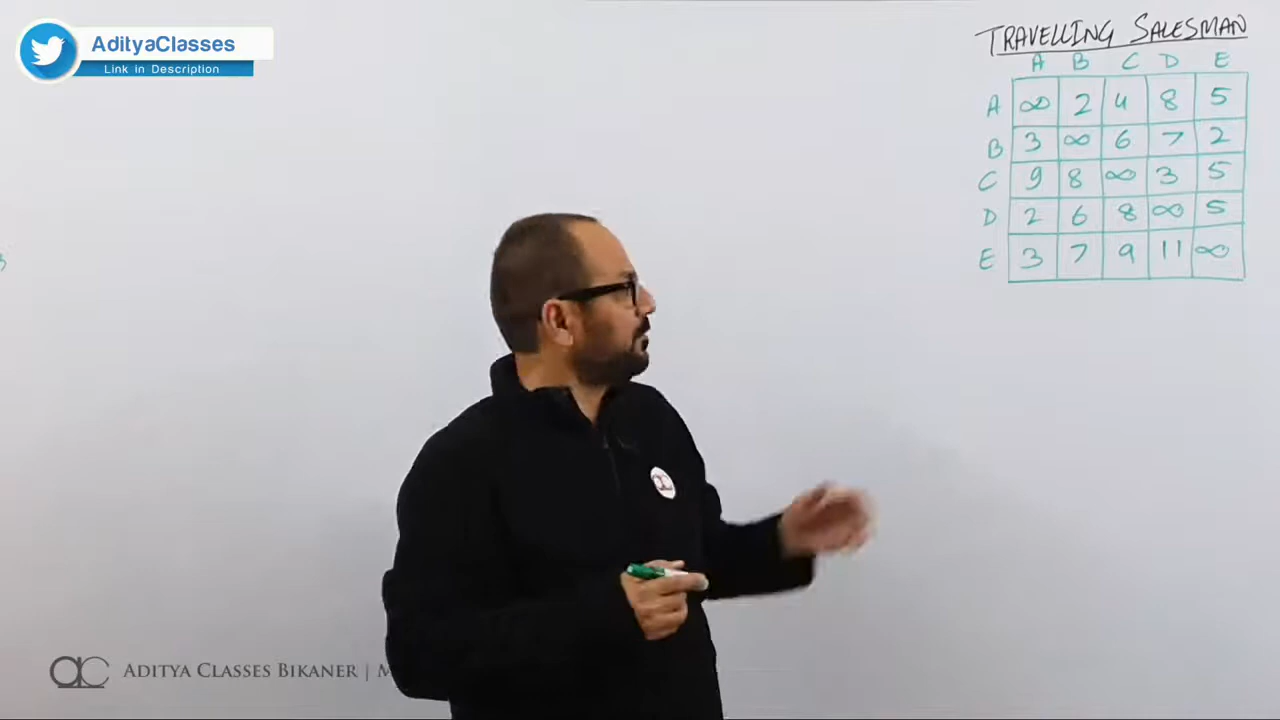 AdityaClasses
Link In Description
TRAVELLING SALESMAN
A B C D E
A ∞ 2 4 8 5
B 3 ∞ 6 7 2
C 9 8 ∞ 3 5
D 2 6 8 ∞ 5
E 3 7 9 11 ∞
ac
ADITYA CLASSES BIKANER |